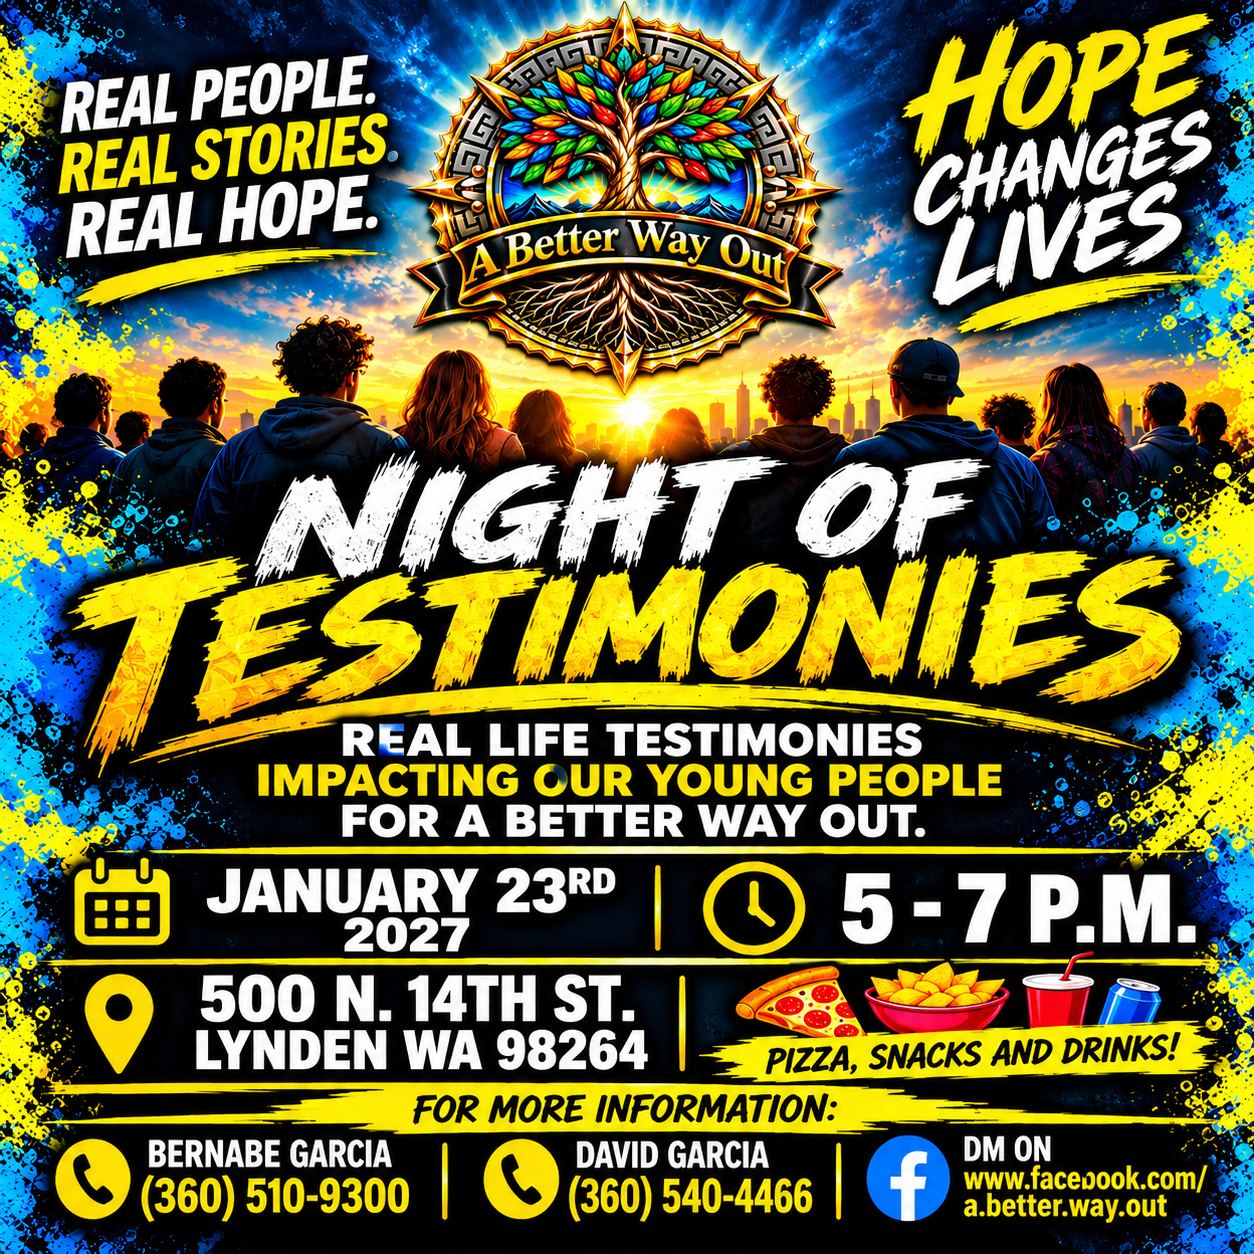 REAL PEOPLE.
REAL STORIES.
REAL HOPE.
A Better Way Out
HOPE
CHANGES
LIVES
NIGHT OF
TESTIMONIES
REAL LIFE TESTIMONIES
IMPACTING OUR YOUNG PEOPLE
FOR A BETTER WAY OUT.
JANUARY 23RD
2027
5 - 7 P.M.
500 N. 14TH ST.
LYNDEN WA 98264
PIZZA, SNACKS AND DRINKS!
FOR MORE INFORMATION:
BERNABE GARCIA
(360) 510-9300
DAVID GARCIA
(360) 540-4466
DM ON
www.facebook.com/
a.better.way.out